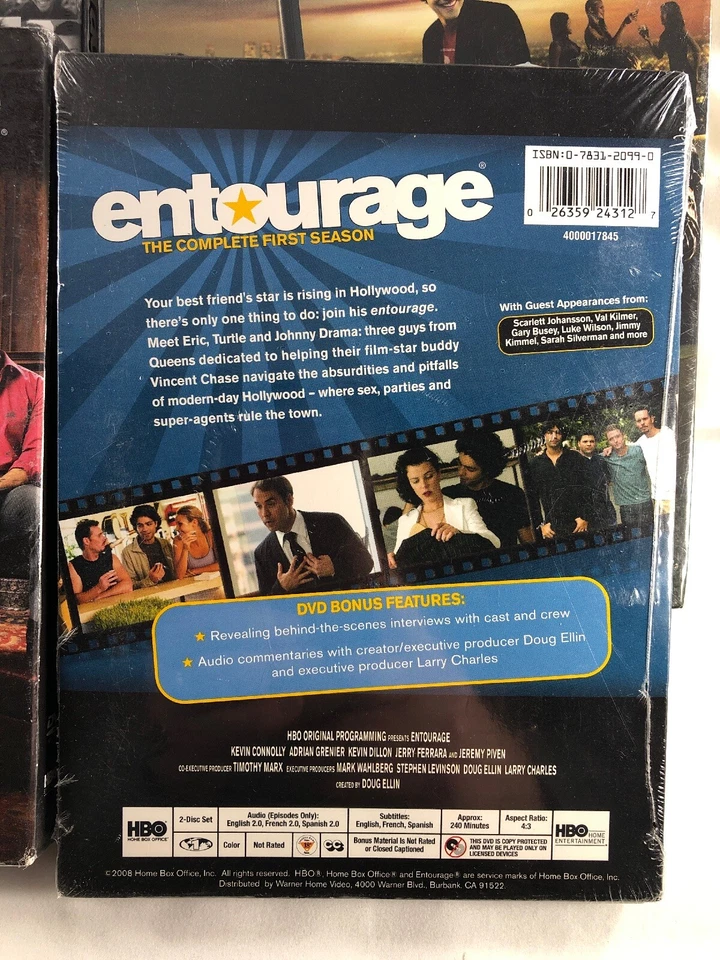 ISBN:0-7831-2099-0
0 26359 24312 7
4000017845
entourage®
THE COMPLETE FIRST SEASON
Your best friend's star is rising in Hollywood, so
there's only one thing to do: join his entourage.
Meet Eric, Turtle and Johnny Drama: three guys from
Queens dedicated to helping their film-star buddy
Vincent Chase navigate the absurdities and pitfalls
of modern-day Hollywood – where sex, parties and
super-agents rule the town.
With Guest Appearances from:
Scarlett Johansson, Val Kilmer,
Gary Busey, Luke Wilson, Jimmy
Kimmel, Sarah Silverman and more
DVD BONUS FEATURES:
★ Revealing behind-the-scenes interviews with cast and crew
★ Audio commentaries with creator/executive producer Doug Ellin
and executive producer Larry Charles
HBO ORIGINAL PROGRAMMING PRESENTS ENTOURAGE
KEVIN CONNOLLY ADRIAN GRENIER KEVIN DILLON JERRY FERRARA AND JEREMY PIVEN
CO-EXECUTIVE PRODUCER TIMOTHY MARX EXECUTIVE PRODUCERS MARK WAHLBERG STEPHEN LEVINSON DOUG ELLIN LARRY CHARLES
CREATED BY DOUG ELLIN
HBO
HOME BOX OFFICE
2-Disc Set
Audio (Episodes Only):
English 2.0, French 2.0, Spanish 2.0
Subtitles:
English, French, Spanish
Approx:
240 Minutes
Aspect Ratio:
4:3
HBO HOME
ENTERTAINMENT
Color
Not Rated
CC
Bonus Material Is Not Rated
or Closed Captioned
THIS DVD IS COPY PROTECTED
AND MAY BE PLAYED ONLY ON
LICENSED DEVICES
©2008 Home Box Office, Inc. All rights reserved. HBO®, Home Box Office® and Entourage® are service marks of Home Box Office, Inc.
Distributed by Warner Home Video, 4000 Warner Blvd., Burbank, CA 91522